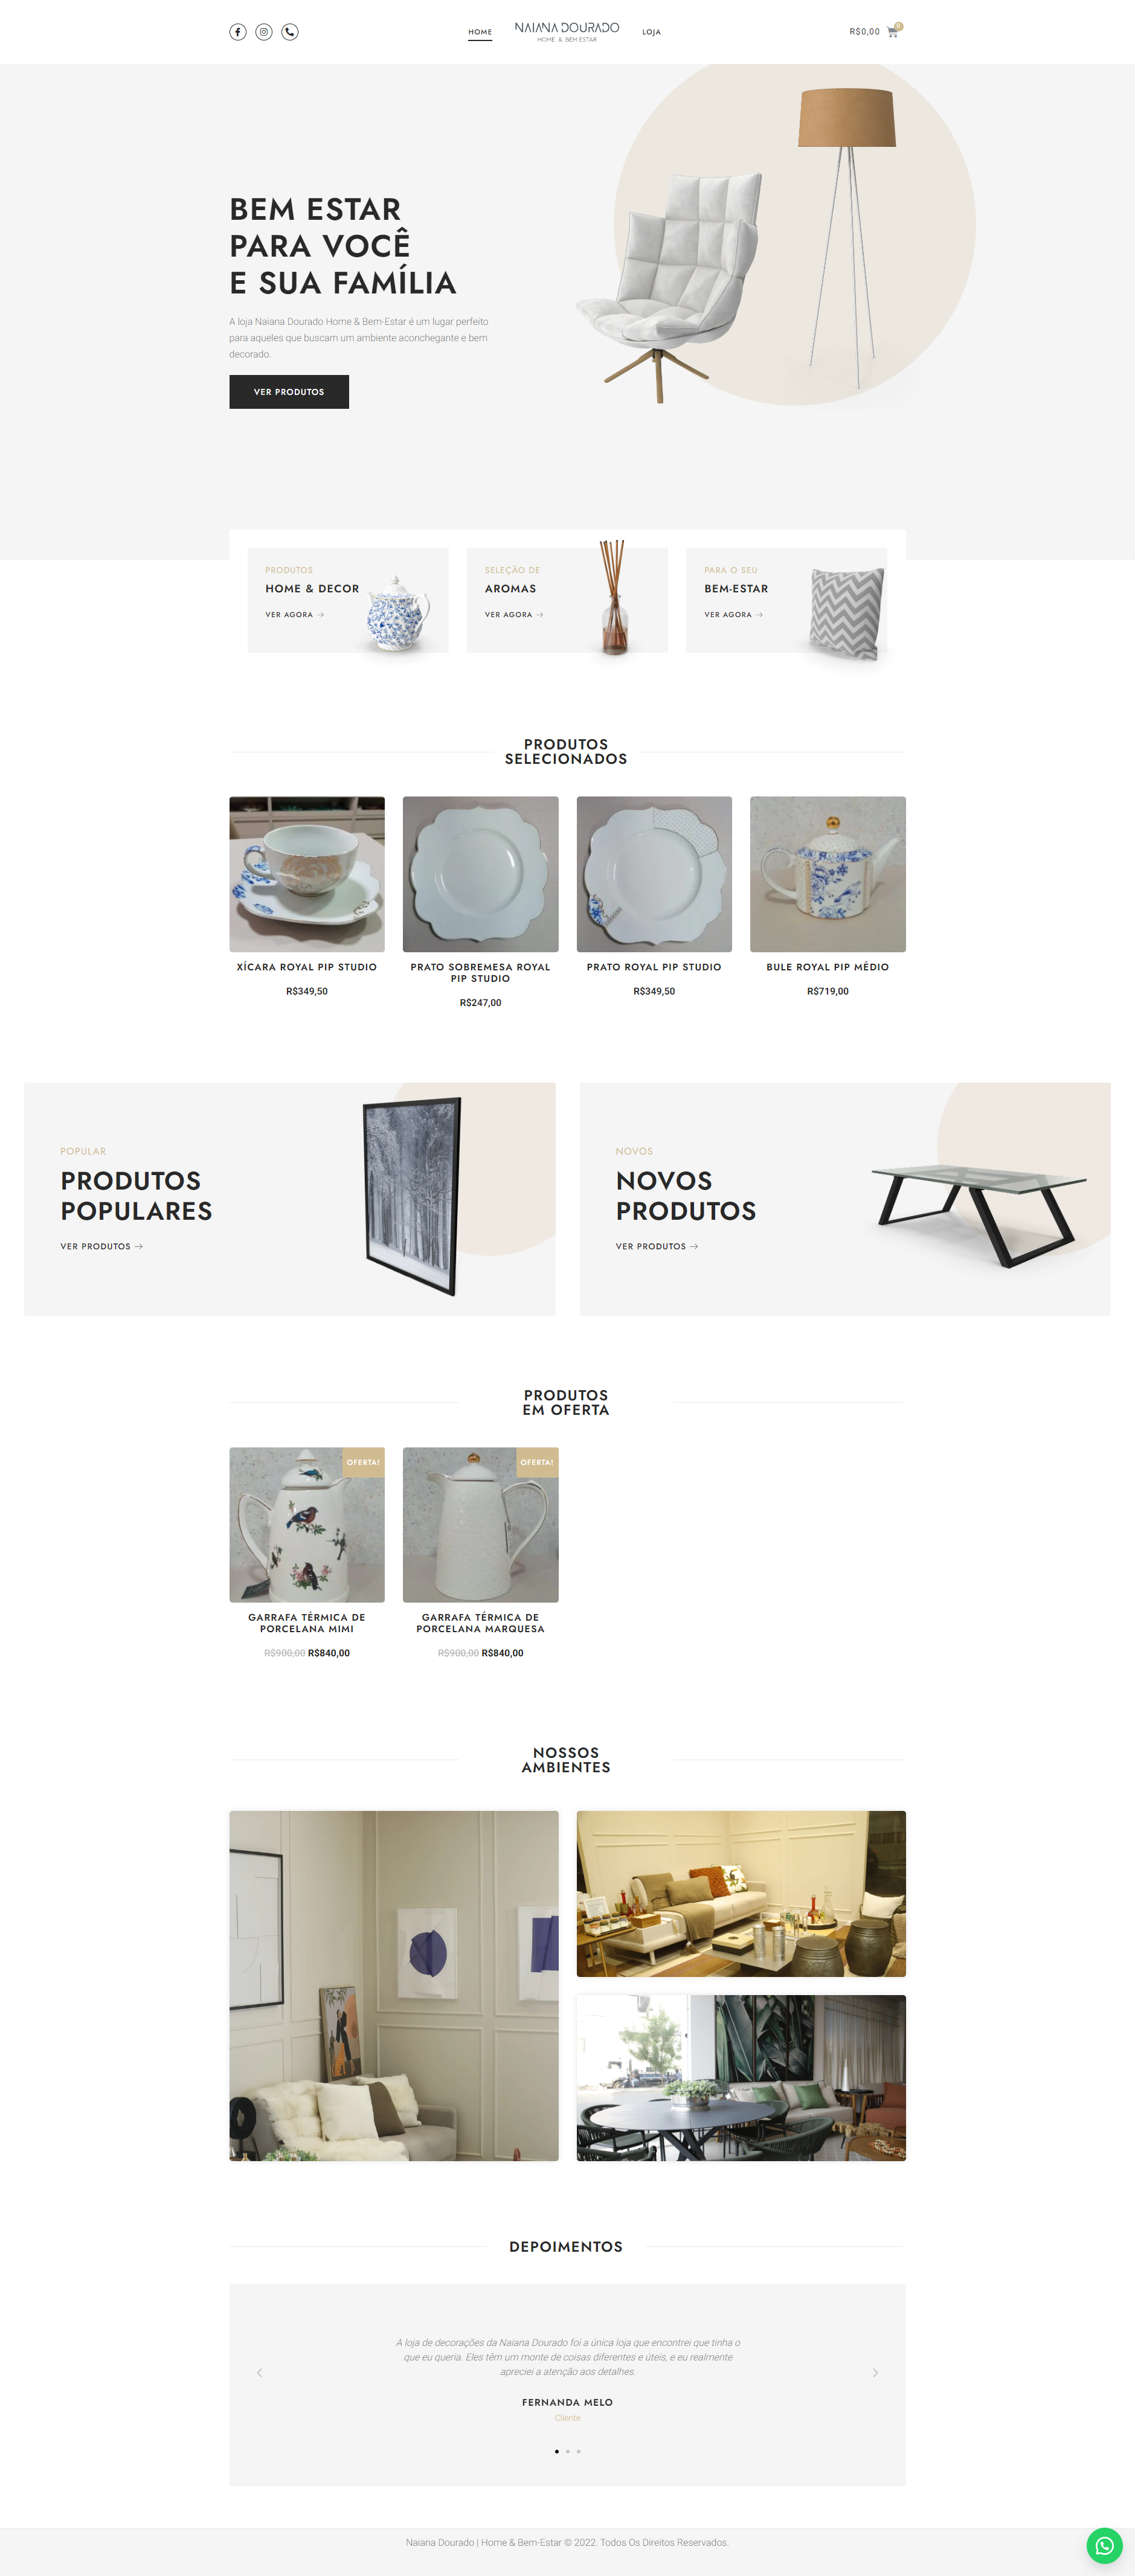 HOME
NAIANA DOURADO
HOME & BEM ESTAR
LOJA
R$0,00
0
BEM ESTAR
PARA VOCÊ
E SUA FAMÍLIA
A loja Naiana Dourado Home & Bem-Estar é um lugar perfeito
para aqueles que buscam um ambiente aconchegante e bem
decorado.
VER PRODUTOS
PRODUTOS
HOME & DECOR
VER AGORA
SELEÇÃO DE
AROMAS
VER AGORA
PARA O SEU
BEM-ESTAR
VER AGORA
PRODUTOS
SELECIONADOS
XÍCARA ROYAL PIP STUDIO
R$349,50
PRATO SOBREMESA ROYAL
PIP STUDIO
R$247,00
PRATO ROYAL PIP STUDIO
R$349,50
BULE ROYAL PIP MÉDIO
R$719,00
POPULAR
PRODUTOS
POPULARES
VER PRODUTOS
NOVOS
NOVOS
PRODUTOS
VER PRODUTOS
PRODUTOS
EM OFERTA
OFERTA!
GARRAFA TÉRMICA DE
PORCELANA MIMI
R$900,00 R$840,00
OFERTA!
GARRAFA TÉRMICA DE
PORCELANA MARQUESA
R$900,00 R$840,00
NOSSOS
AMBIENTES
DEPOIMENTOS
A loja de decorações da Naiana Dourado foi a única loja que encontrei que tinha o
que eu queria. Eles têm um monte de coisas diferentes e úteis, e eu realmente
apreciei a atenção aos detalhes.
FERNANDA MELO
Cliente
Naiana Dourado | Home & Bem-Estar © 2022. Todos Os Direitos Reservados.